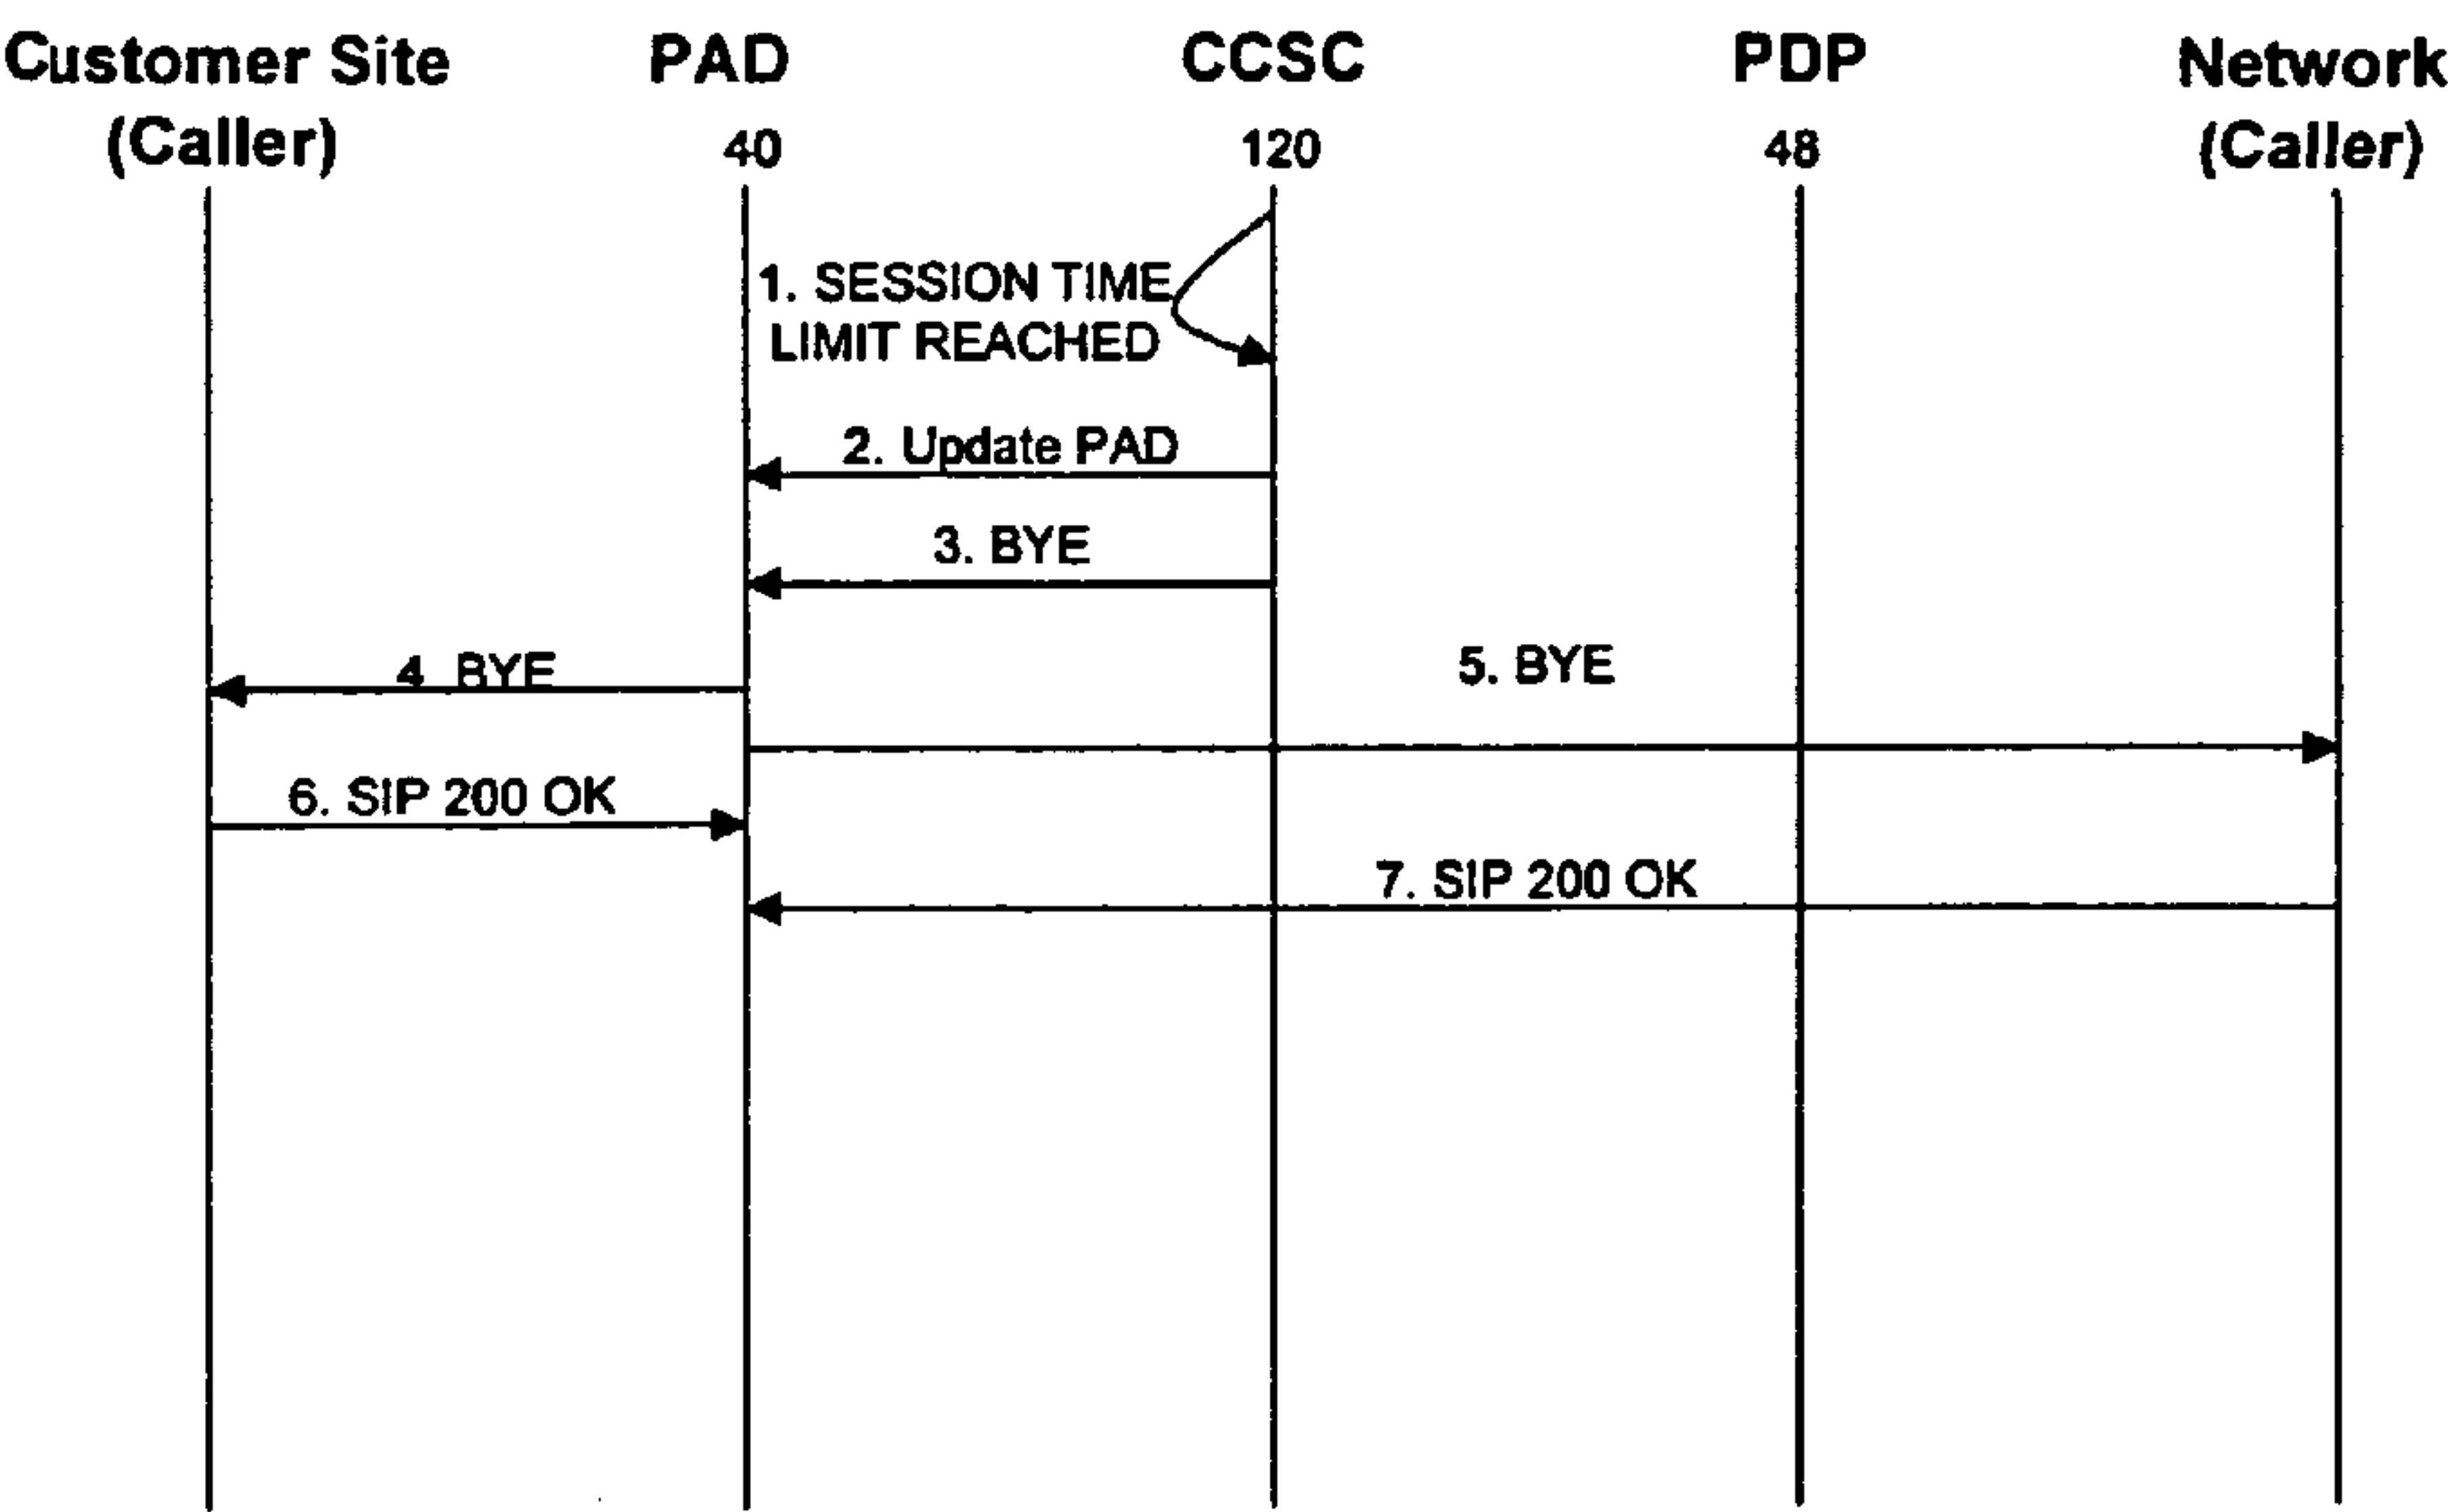 Customer Site PAD CCSC PDP Network
(Caller) 40 120 48 (Caller)
1. SESSION TIME
LIMIT REACHED
2. Update PAD
3. BYE
4 BYE
5. BYE
6. SIP 200 OK
7. SIP 200 OK